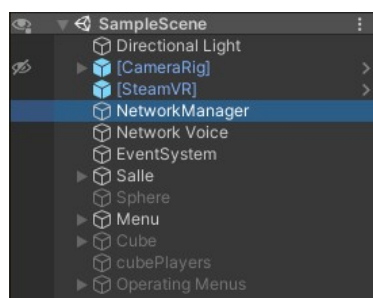 SampleScene
Directional Light
[CameraRig]
[SteamVR]
NetworkManager
Network Voice
EventSystem
Salle
Sphere
Menu
Cube
cubePlayers
Operating Menus